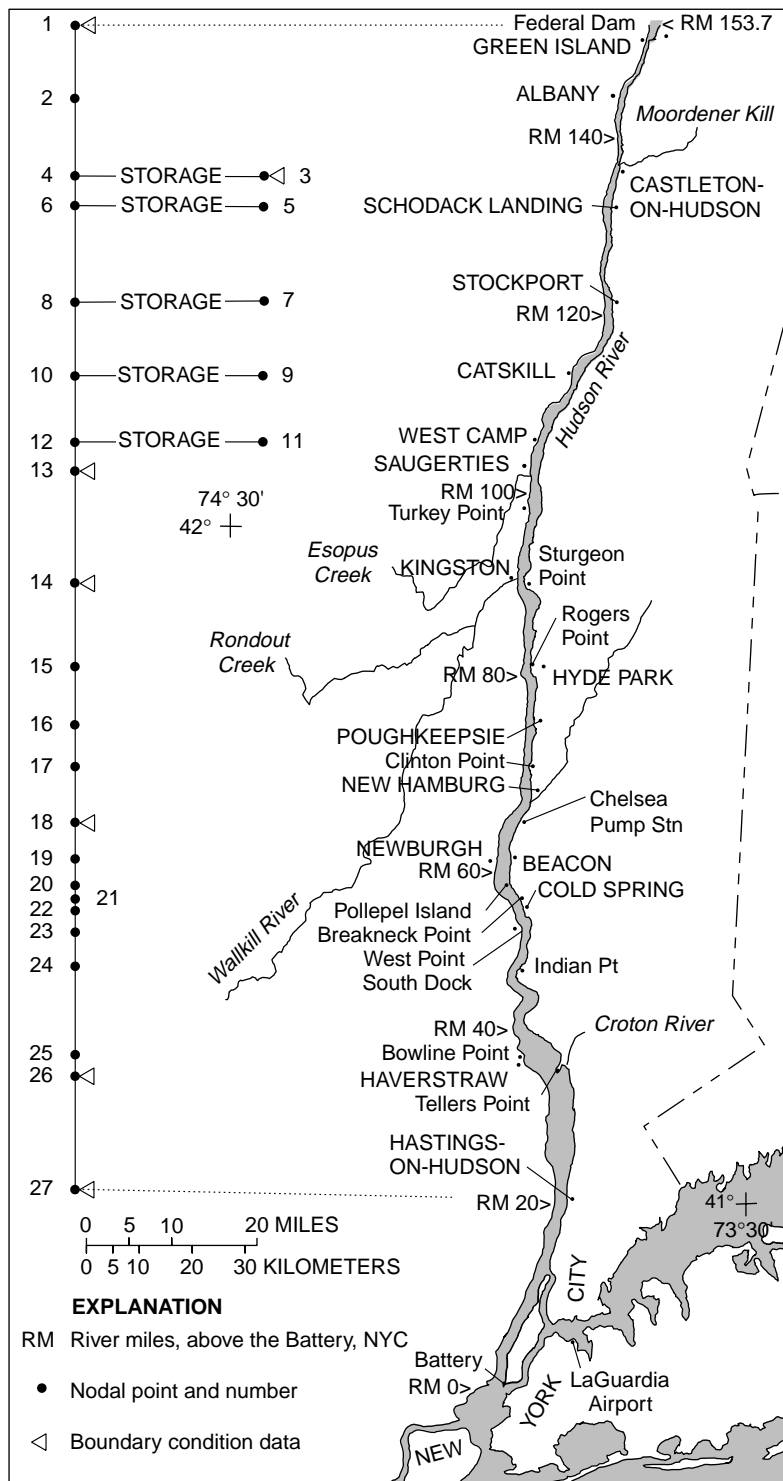 1
Federal Dam
< RM 153.7
GREEN ISLAND
2
ALBANY
Moordener Kill
RM 140>
4
STORAGE
3
CASTLETON-
ON-HUDSON
6
STORAGE
5
SCHODACK LANDING
STOCKPORT
8
STORAGE
7
RM 120>
10
STORAGE
9
CATSKILL
Hudson River
12
STORAGE
11
WEST CAMP
13
SAUGERTIES
RM 100>
74° 30'
42°
Turkey Point
Esopus
Creek
KINGSTON
Sturgeon
Point
14
Rogers
Point
Rondout
Creek
15
RM 80>
HYDE PARK
16
POUGHKEEPSIE
17
Clinton Point
NEW HAMBURG
Chelsea
Pump Stn
18
19
NEWBURGH
BEACON
RM 60>
20
21
COLD SPRING
22
Pollepel Island
23
Breakneck Point
Wallkill River
West Point
South Dock
24
Indian Pt
RM 40>
Croton River
25
Bowline Point
26
HAVERSTRAW
Tellers Point
HASTINGS-
ON-HUDSON
27
RM 20>
41°
73°30'
0 5 10 20 MILES
0 5 10 20 30 KILOMETERS
EXPLANATION
RM River miles, above the Battery, NYC
Nodal point and number
Boundary condition data
Battery
RM 0>
LaGuardia
Airport
NEW
YORK
CITY